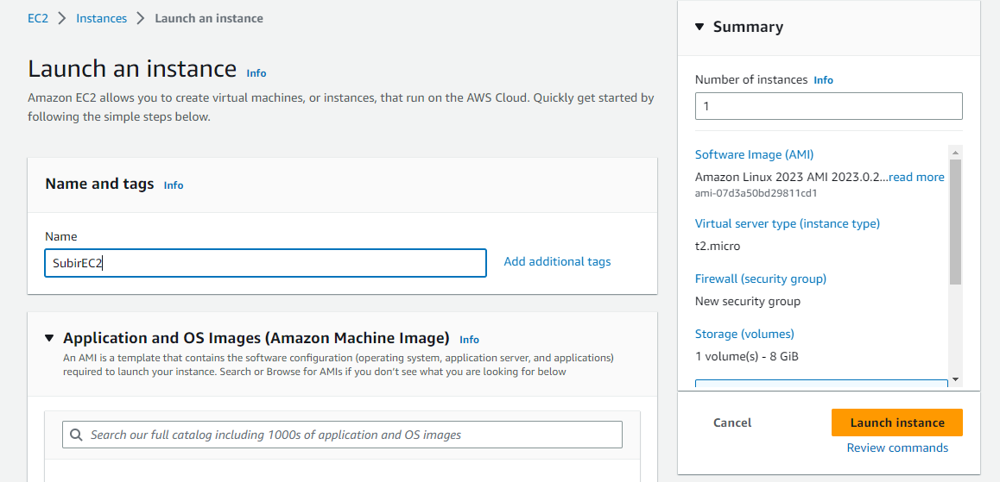 EC2 > Instances > Launch an instance
Launch an instance Info
Amazon EC2 allows you to create virtual machines, or instances, that run on the AWS Cloud. Quickly get started by
following the simple steps below.
Name and tags Info
Name
SubirEC2
Add additional tags
Application and OS Images (Amazon Machine Image) Info
An AMI is a template that contains the software configuration (operating system, application server, and applications)
required to launch your instance. Search or Browse for AMIs if you don't see what you are looking for below
Search our full catalog including 1000s of application and OS images
Summary
Number of instances Info
1
Software Image (AMI)
Amazon Linux 2023 AMI 2023.0.2...read more
ami-07d3a50bd29811cd1
Virtual server type (instance type)
t2.micro
Firewall (security group)
New security group
Storage (volumes)
1 volume(s) - 8 GiB
Cancel
Launch instance
Review commands